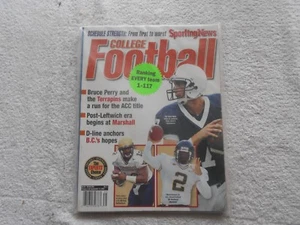 SCHEDULE STRENGTH: From first to worst
Sporting News
COLLEGE
Football
Ranking
EVERY team
1-117
Bruce Perry and
the Terrapins make
a run for the ACC title
Post-Leftwich era
begins at Marshall
D-line anchors
B.C.'s hopes
2